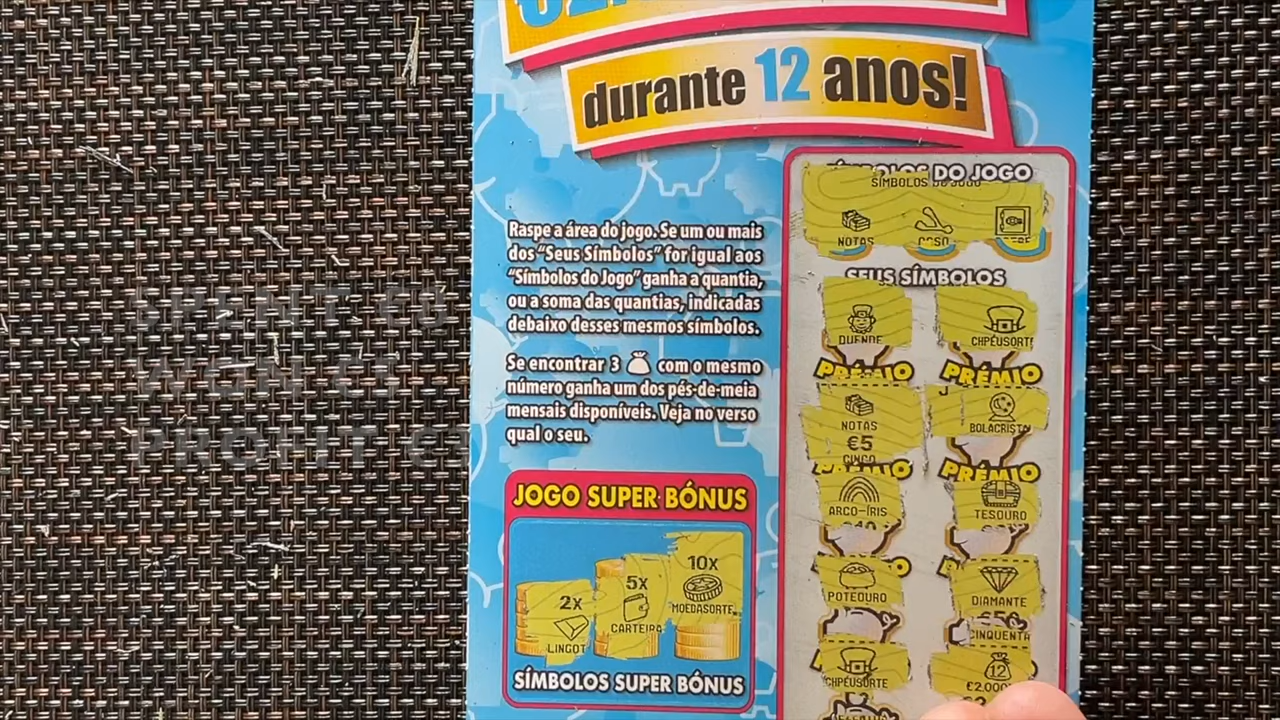 durante 12 anos!
SÍMBOLOS DO JOGO
NOTAS
Raspe a área do jogo. Se um ou mais
dos “Seus Símbolos” for igual aos
“Símbolos do Jogo” ganha a quantia,
ou a soma das quantias, indicadas
debaixo desses mesmos símbolos.
Se encontrar 3 com o mesmo
número ganha um dos pés-de-meia
mensais disponíveis. Veja no verso
qual o seu.
SEUS SÍMBOLOS
DUENDE CHPÉUSORTE
PRÉMIO PRÉMIO
NOTAS BOLACRISTA
€5
CINCO
PRÉMIO PRÉMIO
ARCO-ÍRIS TESOURO
POTEOURO DIAMANTE
CINQUENTA
CHPÉUSORTE 12
€2,000
JOGO SUPER BÓNUS
2X 5X 10X
LINGOT CARTEIRA MOEDASORTE
SÍMBOLOS SUPER BÓNUS
SPENT
WON
PROFIT